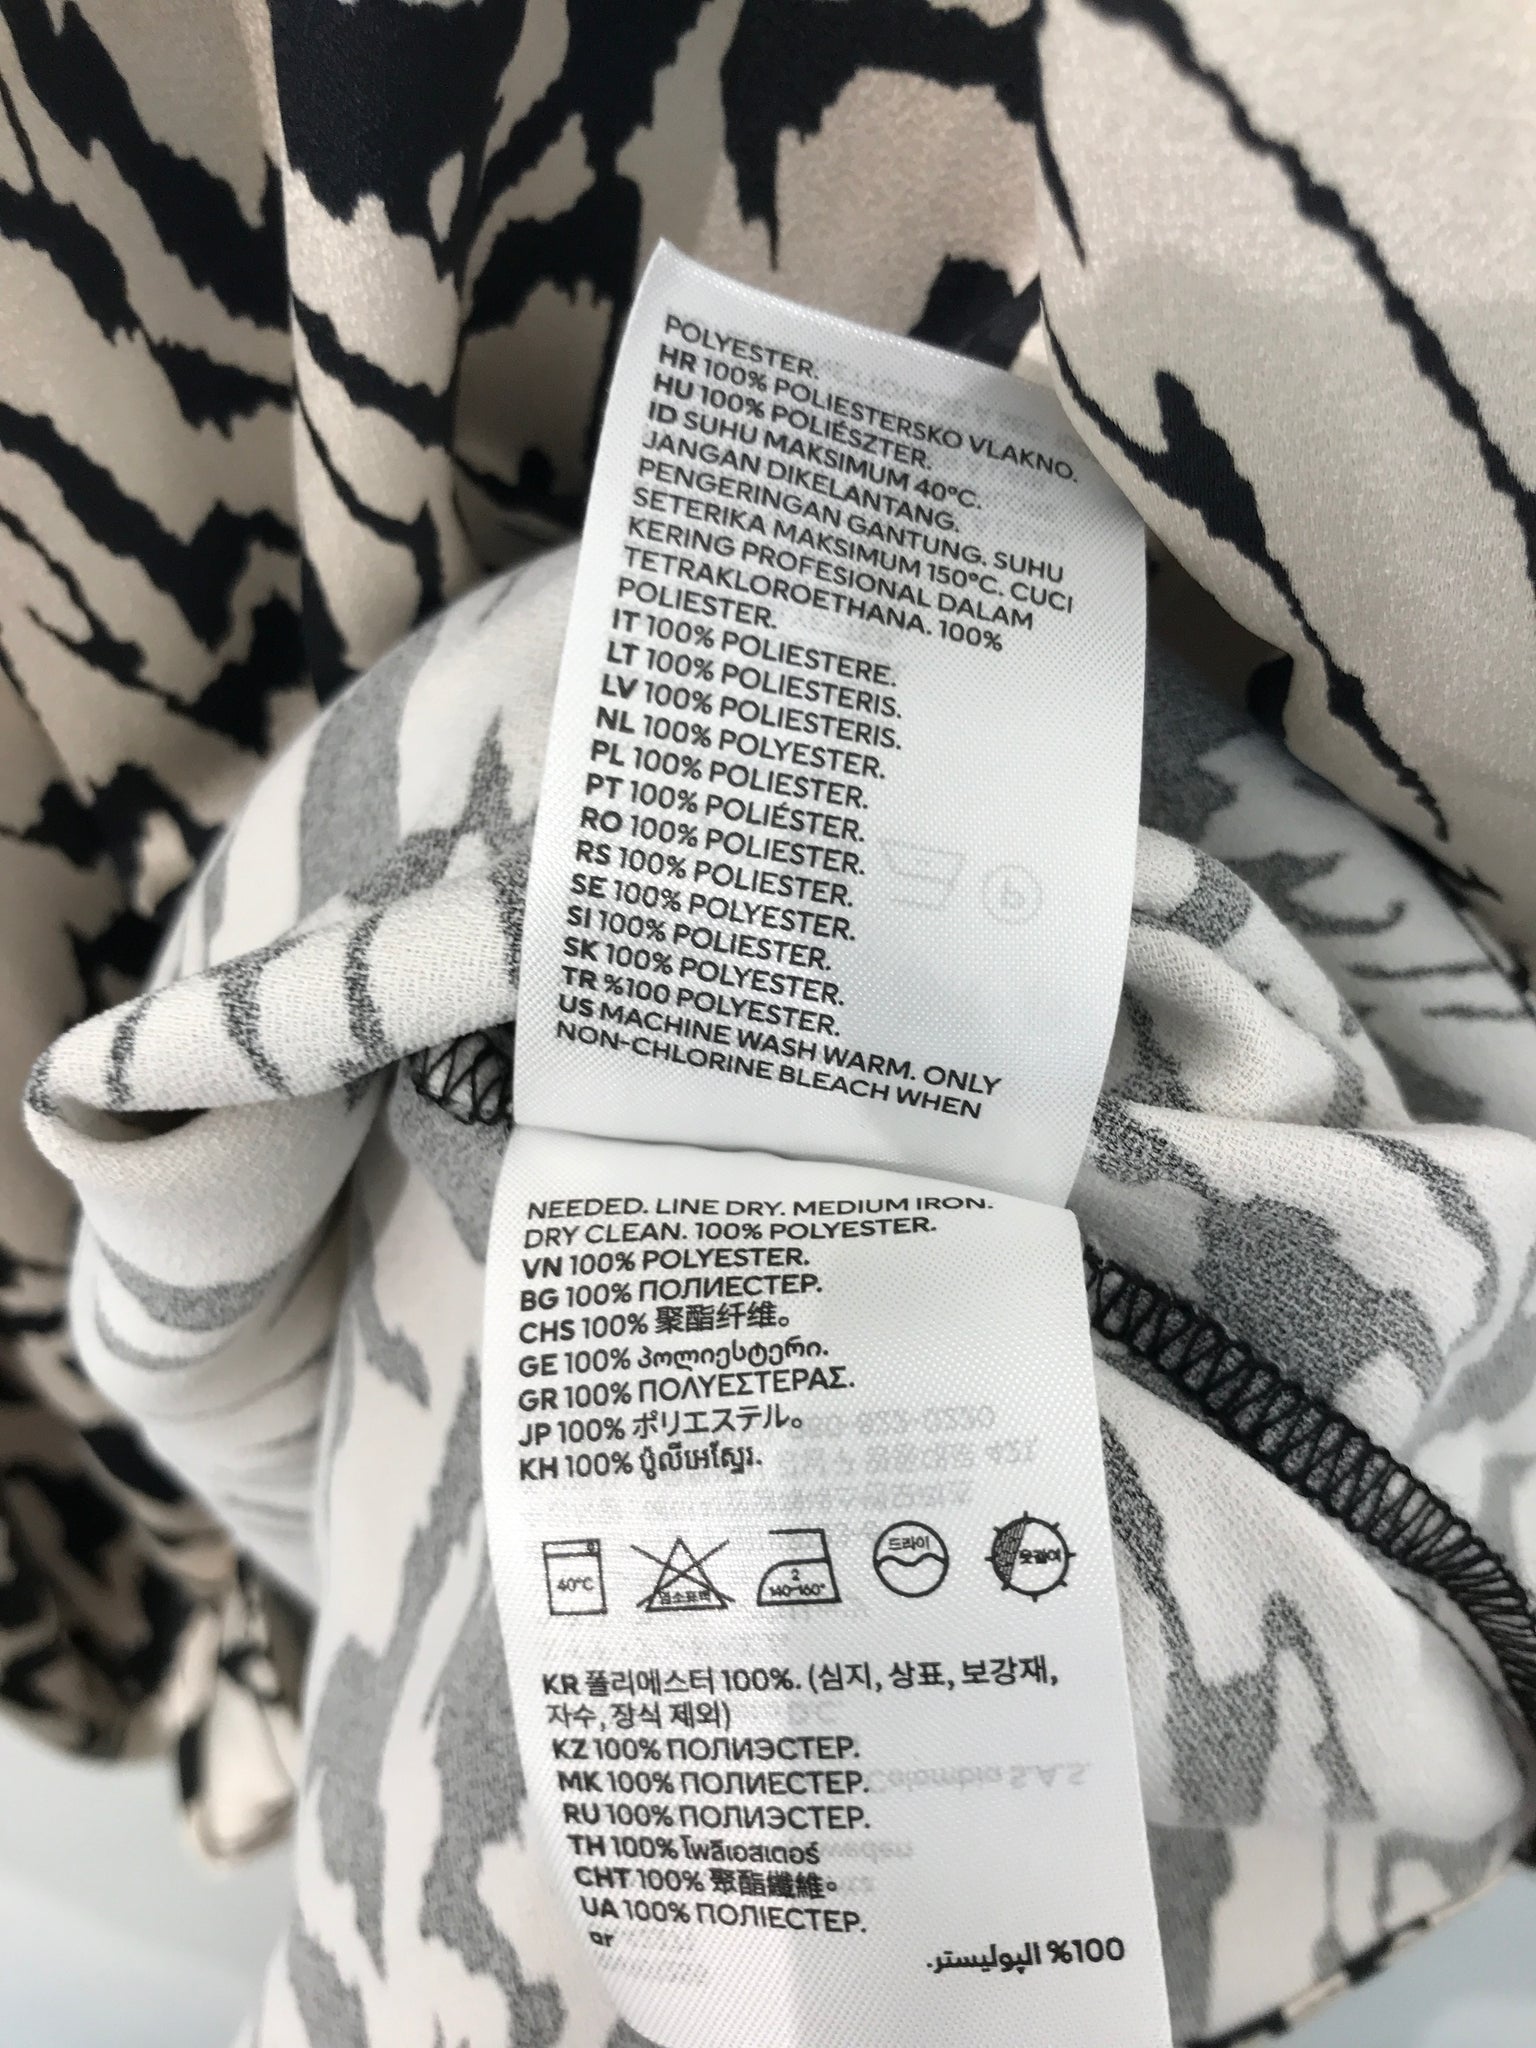 POLYESTER.
HR 100% POLIESTERSKO VLAKNO.
HU 100% POLIÉSZTER.
ID SUHU MAKSIMUM 40°C.
JANGAN DIKELANTANG.
PENGERINGAN GANTUNG. SUHU
SETERIKA MAKSIMUM 150°C. CUCI
KERING PROFESIONAL DALAM
TETRAKLOROETHANA. 100%
POLIESTER.
IT 100% POLIESTERE.
LT 100% POLIESTERIS.
LV 100% POLIESTERIS.
NL 100% POLYESTER.
PL 100% POLIESTER.
PT 100% POLIÉSTER.
RO 100% POLIESTER.
RS 100% POLIESTER.
SE 100% POLYESTER.
SI 100% POLIESTER.
SK 100% POLYESTER.
TR %100 POLYESTER.
US MACHINE WASH WARM. ONLY
NON-CHLORINE BLEACH WHEN
NEEDED. LINE DRY. MEDIUM IRON.
DRY CLEAN. 100% POLYESTER.
VN 100% POLYESTER.
BG 100% ПОЛИЕСТЕР.
CHS 100% 聚酯纤维。
GE 100% პოლიესტერი.
GR 100% ΠΟΛΥΕΣΤΕΡΑΣ.
JP 100% ポリエステル。
KH 100% ប៉ូលីអេស្ទែរ.
40°C 염소표백 2 140~160° 드라이 옷걸이
KR 폴리에스터 100%. (심지, 상표, 보강재,
자수, 장식 제외)
KZ 100% ПОЛИЭСТЕР.
MK 100% ПОЛИЕСТЕР.
RU 100% ПОЛИЭСТЕР.
TH 100% โพลีเอสเตอร์
CHT 100% 聚酯纖維。
UA 100% ПОЛІЕСТЕР.
ar
100% البوليستر.